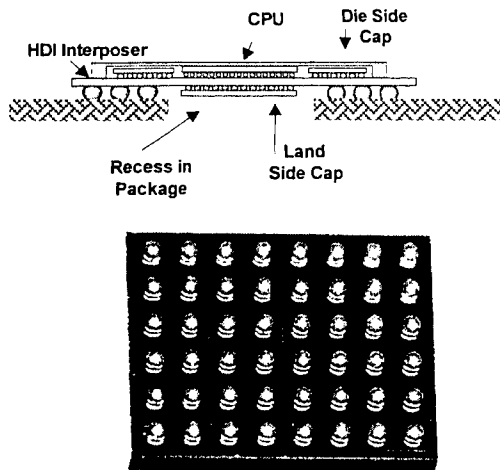 CPU
Die Side
Cap
HDI Interposer
Recess in
Package
Land
Side Cap